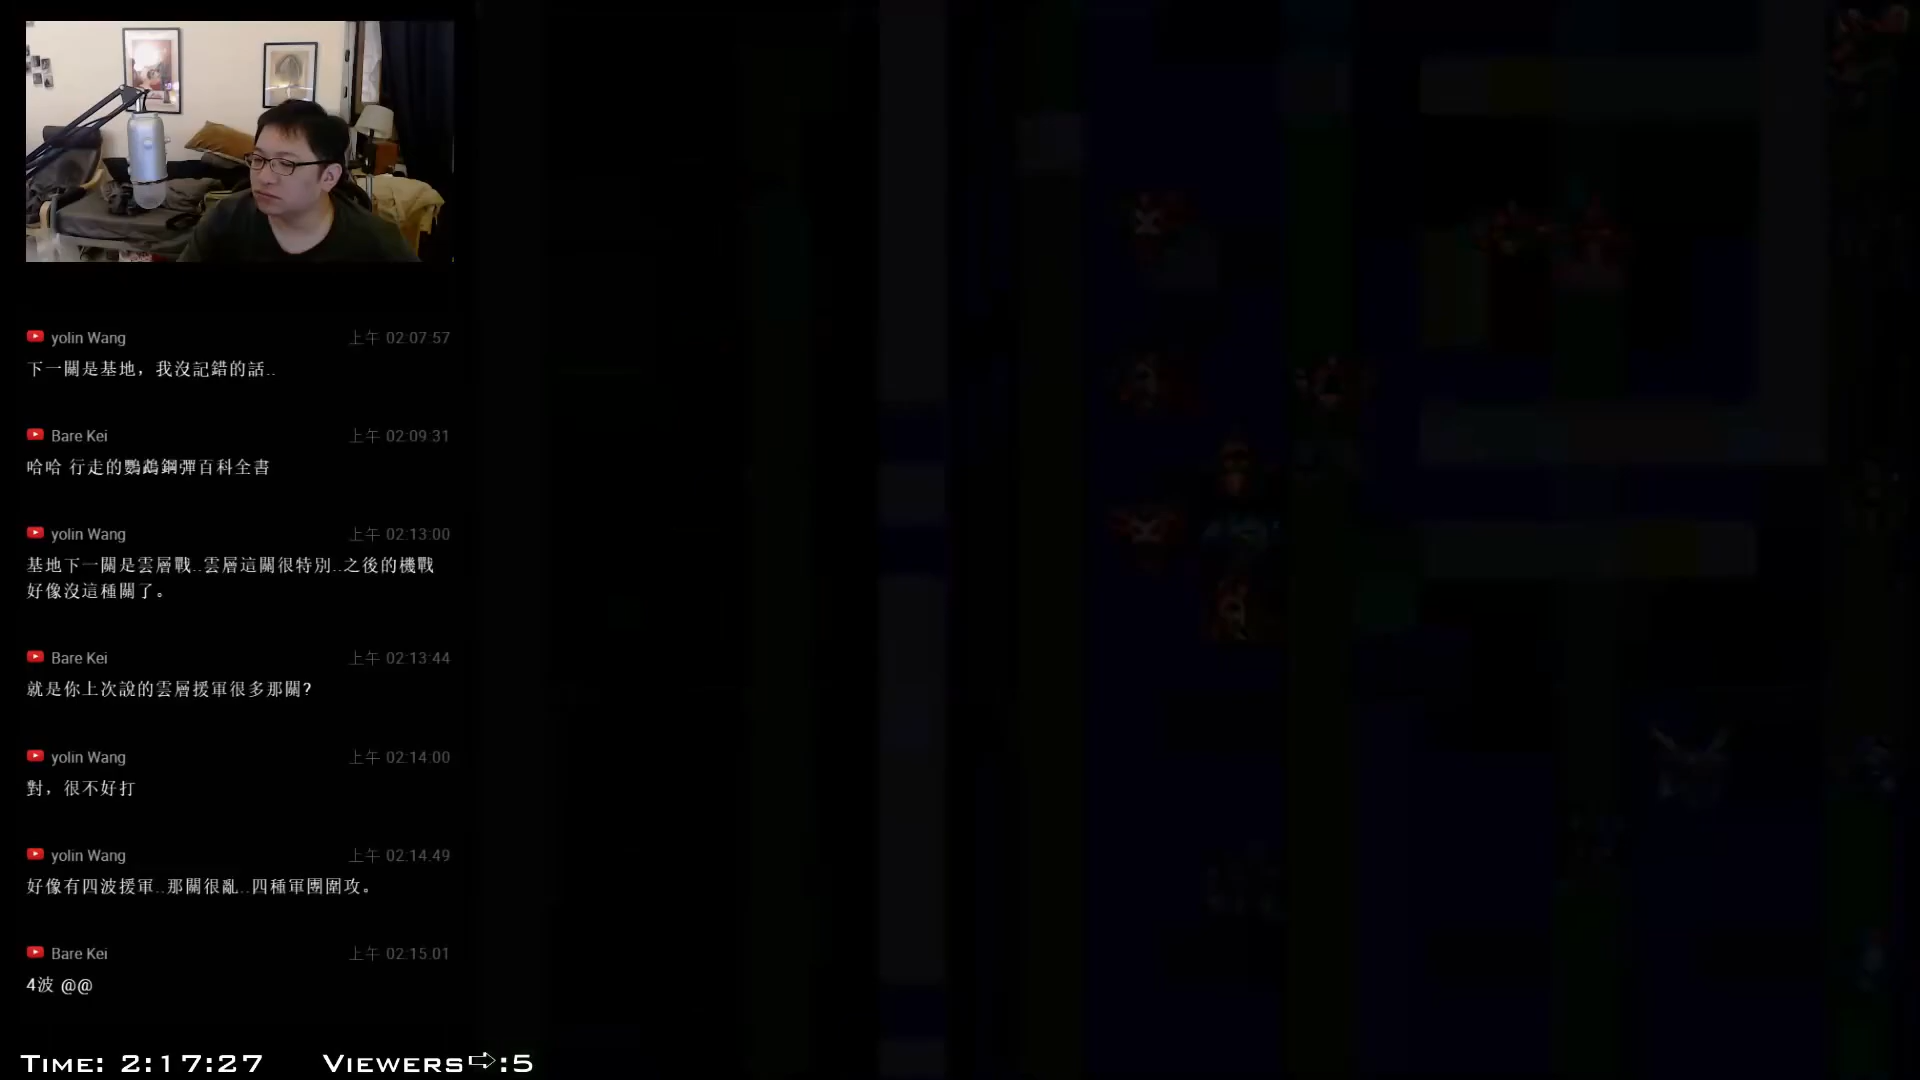 yolin Wang 上午 02:07:57
下一關是基地，我沒記錯的話..
Bare Kei 上午 02:09:31
哈哈 行走的鸚鵡鋼彈百科全書
yolin Wang 上午 02:13:00
基地下一關是雲層戰..雲層這關很特別..之後的機戰
好像沒這種關了。
Bare Kei 上午 02:13:44
就是你上次說的雲層援軍很多那關?
yolin Wang 上午 02:14:00
對，很不好打
yolin Wang 上午 02:14:49
好像有四波援軍..那關很亂..四種軍團圍攻。
Bare Kei 上午 02:15:01
4波 @@
TIME: 2:17:27 VIEWERS⇨:5